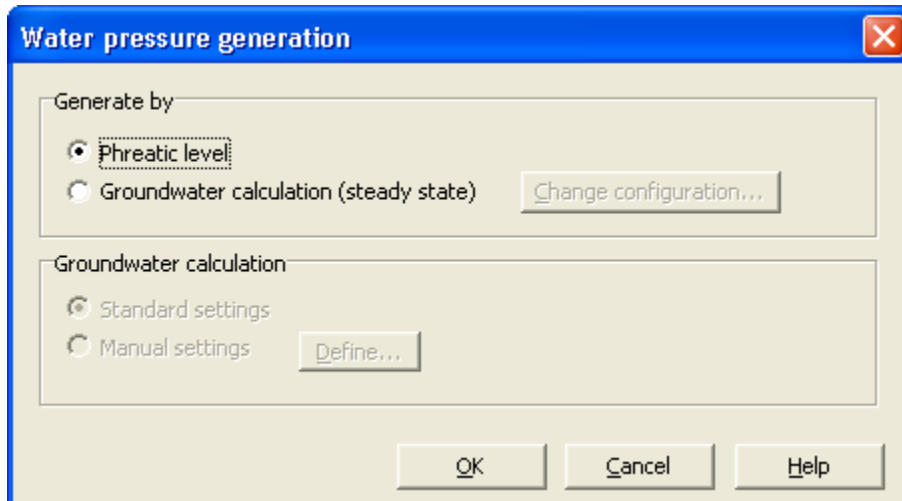 Water pressure generation
Generate by
Phreatic level
Groundwater calculation (steady state) Change configuration...
Groundwater calculation
Standard settings
Manual settings Define...
OK Cancel Help